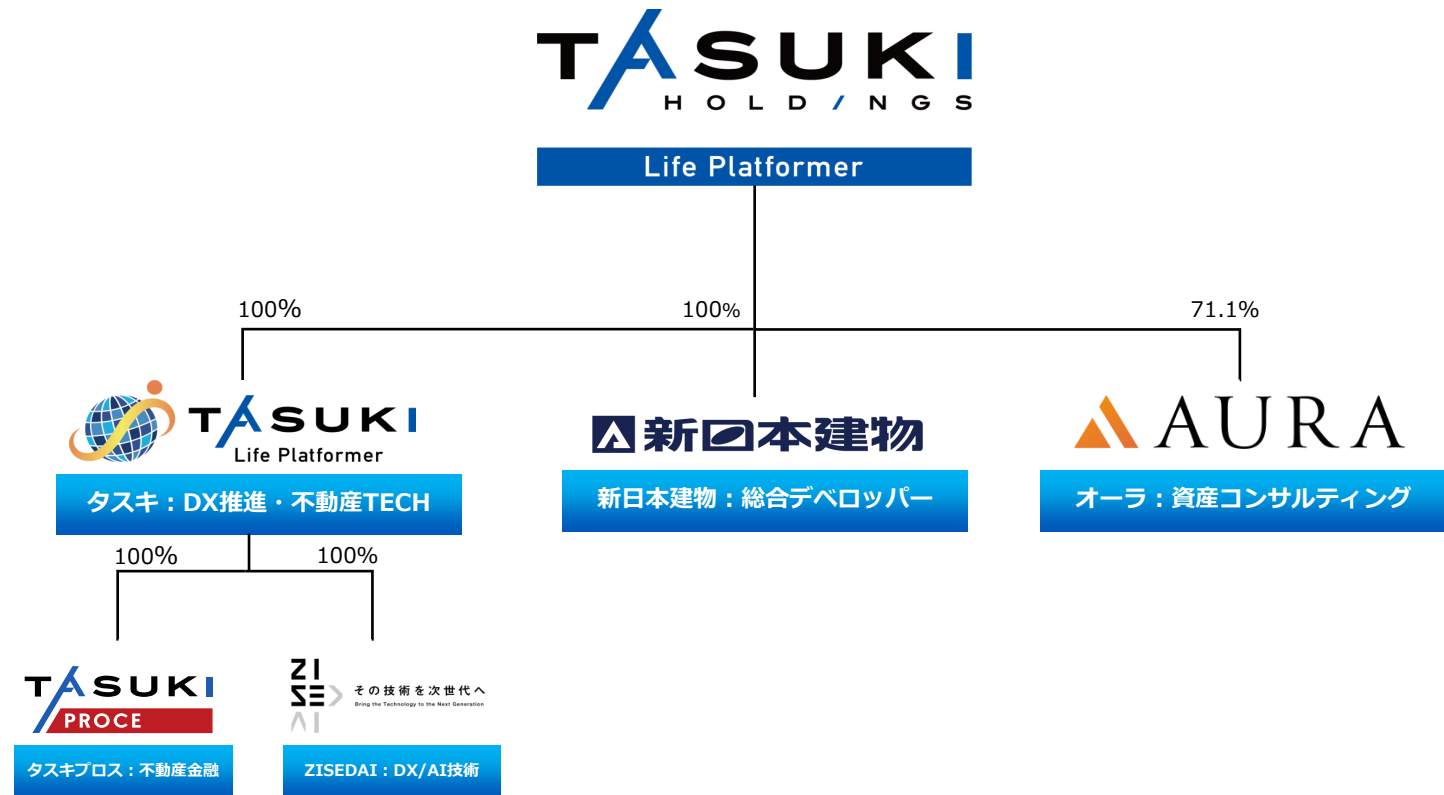 TASUKI
HOLDINGS
Life Platformer
100%
100%
71.1%
TASUKI
Life Platformer
新日本建物
AURA
タスキ：DX推進・不動産TECH
新日本建物：総合デベロッパー
オーラ：資産コンサルティング
100%
100%
TASUKI
PROCE
ZI
SED
AI
その技術を次世代へ
Bring the Technology to the Next Generation
タスキプロス：不動産金融
ZISEDAI：DX/AI技術